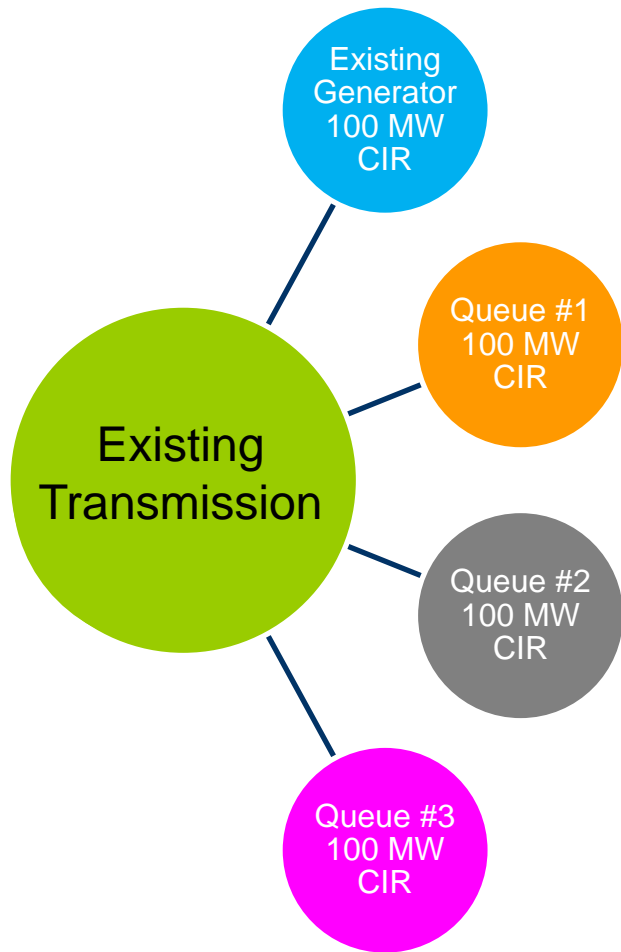 Existing
Generator
100 MW
CIR
Queue #1
100 MW
CIR
Existing
Transmission
Queue #2
100 MW
CIR
Queue #3
100 MW
CIR